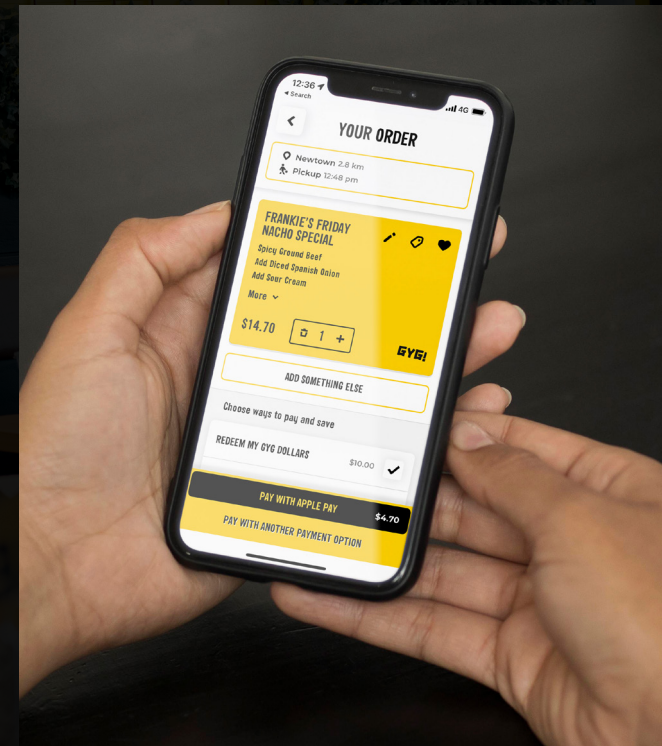 12:36
◀ Search
4G
YOUR ORDER
Newtown 2.8 km
Pickup 12:48 pm
FRANKIE'S FRIDAY
NACHO SPECIAL
Spicy Ground Beef
Add Diced Spanish Onion
Add Sour Cream
More
$14.70
1 +
GYG!
ADD SOMETHING ELSE
Choose ways to pay and save
REDEEM MY GYG DOLLARS
$10.00
PAY WITH APPLE PAY
$4.70
PAY WITH ANOTHER PAYMENT OPTION